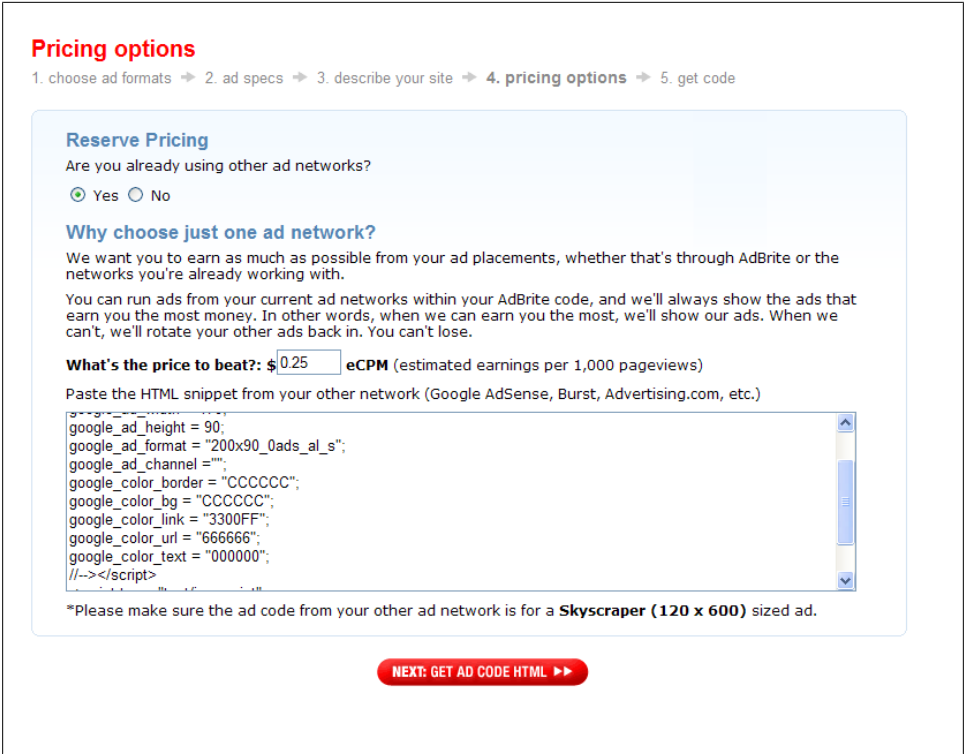 Pricing options
1. choose ad formats ➔ 2. ad specs ➔ 3. describe your site ➔ 4. pricing options ➔ 5. get code
Reserve Pricing
Are you already using other ad networks?
Yes No
Why choose just one ad network?
We want you to earn as much as possible from your ad placements, whether that's through AdBrite or the
networks you're already working with.
You can run ads from your current ad networks within your AdBrite code, and we'll always show the ads that
earn you the most money. In other words, when we can earn you the most, we'll show our ads. When we
can't, we'll rotate your other ads back in. You can't lose.
What's the price to beat?: $ 0.25 eCPM (estimated earnings per 1,000 pageviews)
Paste the HTML snippet from your other network (Google AdSense, Burst, Advertising.com, etc.)
google_ad_height = 90;
google_ad_format = "200x90_0ads_al_s";
google_ad_channel ="";
google_color_border = "CCCCCC";
google_color_bg = "CCCCCC";
google_color_link = "3300FF";
google_color_url = "666666";
google_color_text = "000000";
//--></script>
*Please make sure the ad code from your other ad network is for a Skyscraper (120 x 600) sized ad.
NEXT: GET AD CODE HTML ▶▶